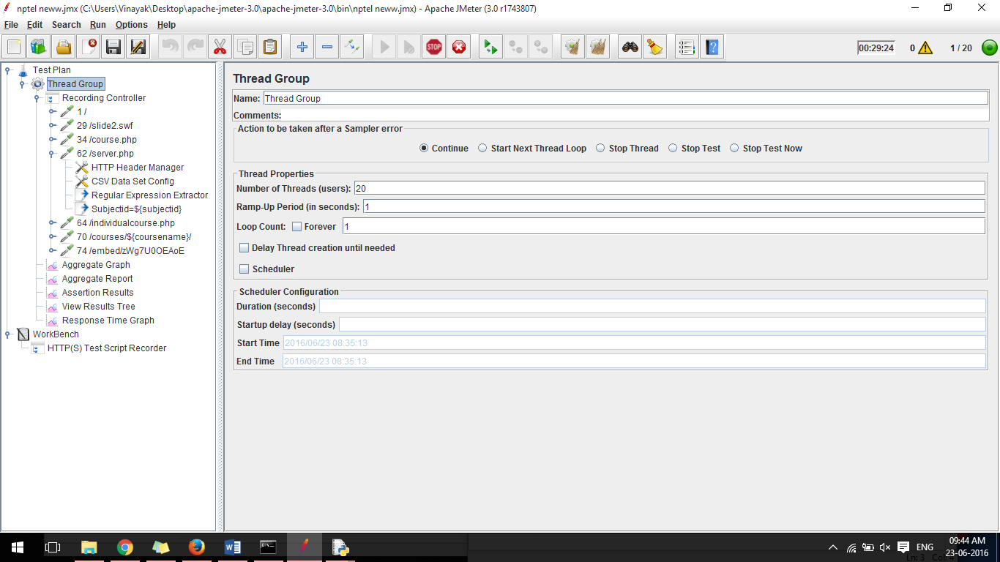 nptel neww.jmx (C:\Users\Vinayak\Desktop\apache-jmeter-3.0\apache-jmeter-3.0\bin\nptel neww.jmx) - Apache JMeter (3.0 r1743807)
File Edit Search Run Options Help
STOP
00:29:24 0 1 / 20
Test Plan
Thread Group
Recording Controller
1 /
29 /slide2.swf
34 /course.php
62 /server.php
HTTP Header Manager
CSV Data Set Config
Regular Expression Extractor
Subjectid=${subjectid}
64 /individualcourse.php
70 /courses/${coursename}/
74 /embed/zWg7U0OEAoE
Aggregate Graph
Aggregate Report
Assertion Results
View Results Tree
Response Time Graph
WorkBench
HTTP(S) Test Script Recorder
Thread Group
Name: Thread Group
Comments:
Action to be taken after a Sampler error
Continue Start Next Thread Loop Stop Thread Stop Test Stop Test Now
Thread Properties
Number of Threads (users): 20
Ramp-Up Period (in seconds): 1
Loop Count: Forever 1
Delay Thread creation until needed
Scheduler
Scheduler Configuration
Duration (seconds)
Startup delay (seconds)
Start Time 2016/06/23 08:35:13
End Time 2016/06/23 08:35:13
ENG
09:44 AM
23-06-2016